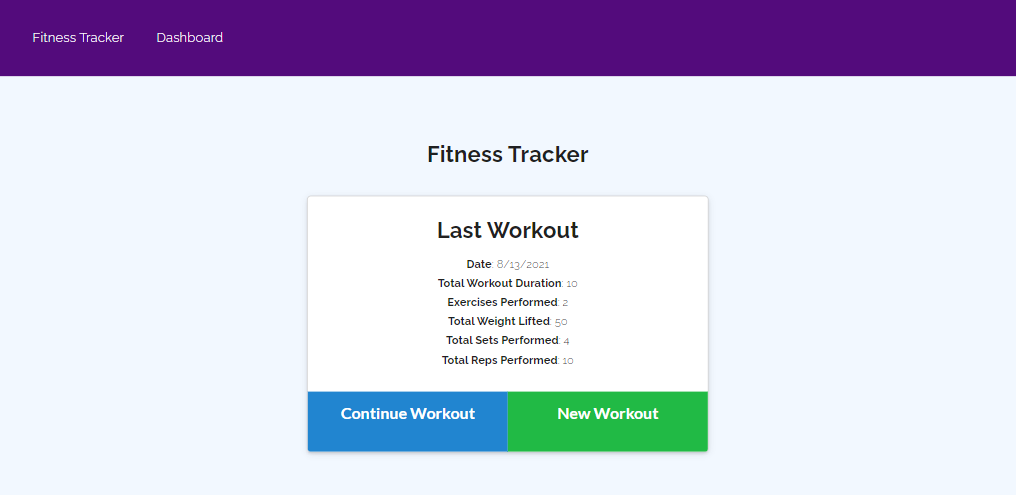 Fitness Tracker Dashboard
Fitness Tracker
Last Workout
Date: 8/13/2021
Total Workout Duration: 10
Exercises Performed: 2
Total Weight Lifted: 50
Total Sets Performed: 4
Total Reps Performed: 10
Continue Workout New Workout